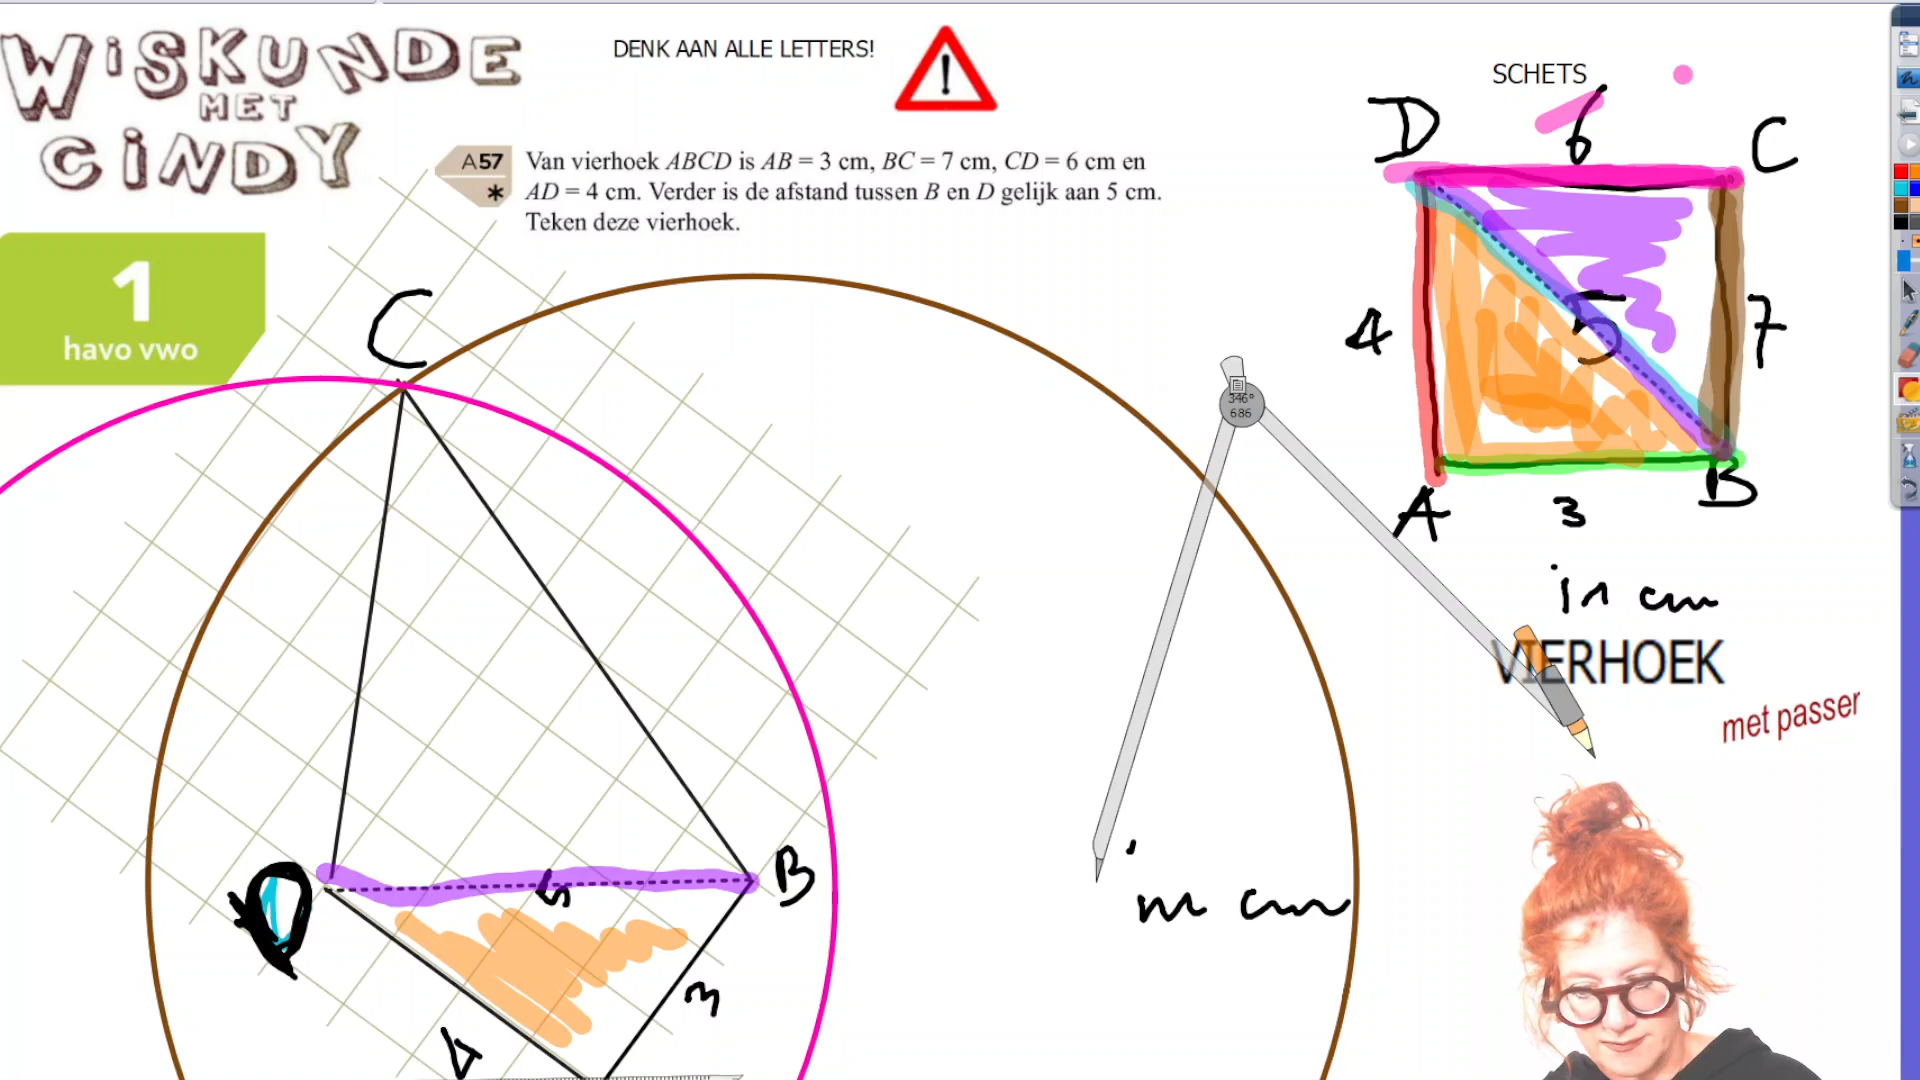 WiSKUNDE
MET
CiNDY
DENK AAN ALLE LETTERS!
!
A57
*
Van vierhoek ABCD is AB = 3 cm, BC = 7 cm, CD = 6 cm en
AD = 4 cm. Verder is de afstand tussen B en D gelijk aan 5 cm.
Teken deze vierhoek.
1
havo vwo
SCHETS
D 6 C
4 5 7
A 3 B
in cm
VIERHOEK
met passer
C
346°
686
B
5
3
4
in cm